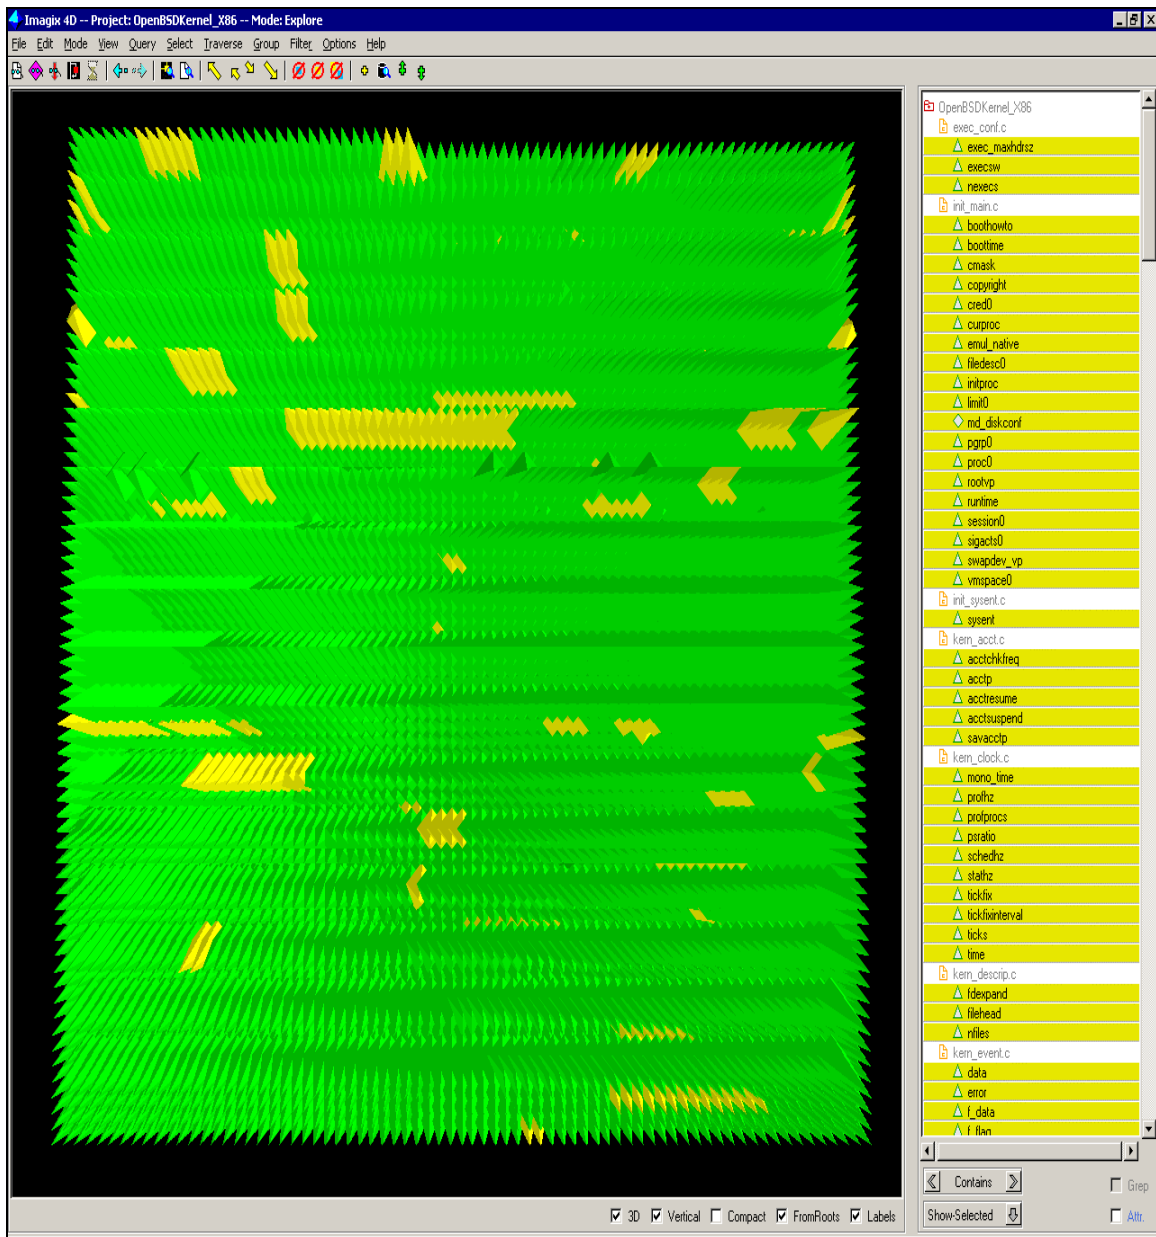 Imagix 4D -- Project: OpenBSDKernel_X86 -- Mode: Explore
File Edit Mode View Query Select Traverse Group Filter Options Help
OpenBSDKernel_X86
exec_conf.c
exec_maxhdrsz
execsw
nexecs
init_main.c
boothowto
boottime
cmask
copyright
cred0
curproc
emul_native
filedesc0
initproc
limit0
md_diskconf
pgrp0
proc0
rootvp
runtime
session0
sigacts0
swapdev_vp
vmspace0
init_sysent.c
sysent
kern_acct.c
acctchkfreq
acctp
acctresume
acctsuspend
savacctp
kern_clock.c
mono_time
profhz
profprocs
psratio
schedhz
stathz
tickfix
tickfixinterval
ticks
time
kern_descrip.c
fdexpand
filehead
nfiles
kern_event.c
data
error
f_data
f_flag
Contains
Grep
Show-Selected
Attr.
3D Vertical Compact FromRoots Labels